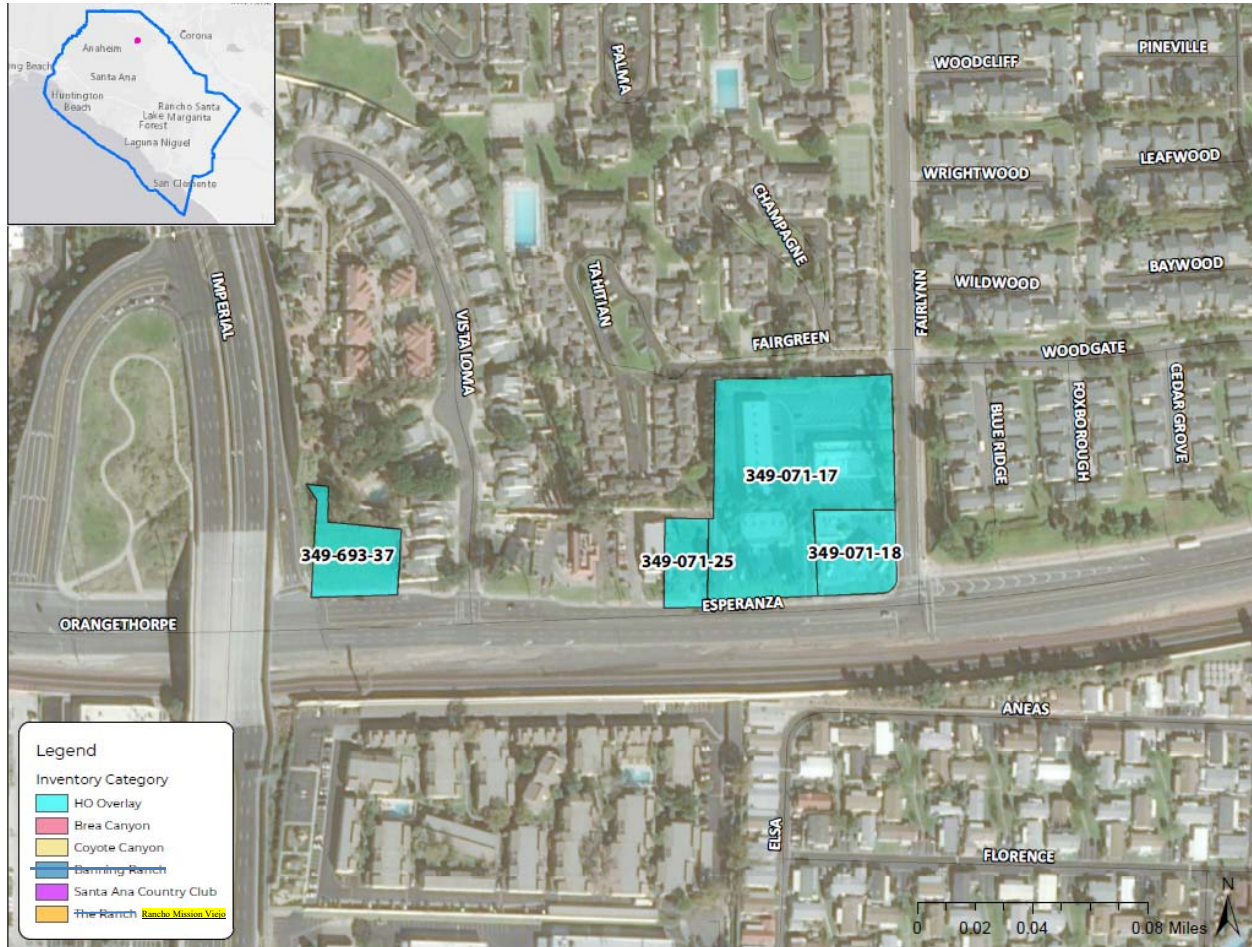 Corona
Anaheim
ng Beach
Santa Ana
Huntington
Beach
Rancho Santa
Lake Margarita
Forest
Laguna Niguel
San Clemente
PALMA
WOODCLIFF
PINEVILLE
WRIGHTWOOD
LEAFWOOD
CHAMPAGNE
IMPERIAL
VISTA LOMA
TAHITIAN
FAIRLYNN
WILDWOOD
BAYWOOD
FAIRGREEN
WOODGATE
BLUE RIDGE
FOXBOROUGH
CEDAR GROVE
349-071-17
349-693-37
349-071-25
349-071-18
ESPERANZA
ORANGETHORPE
ANEAS
ELSA
FLORENCE
Legend
Inventory Category
HO Overlay
Brea Canyon
Coyote Canyon
Banning Ranch
Santa Ana Country Club
The Ranch Rancho Mission Viejo
N
0 0.02 0.04 0.08 Miles